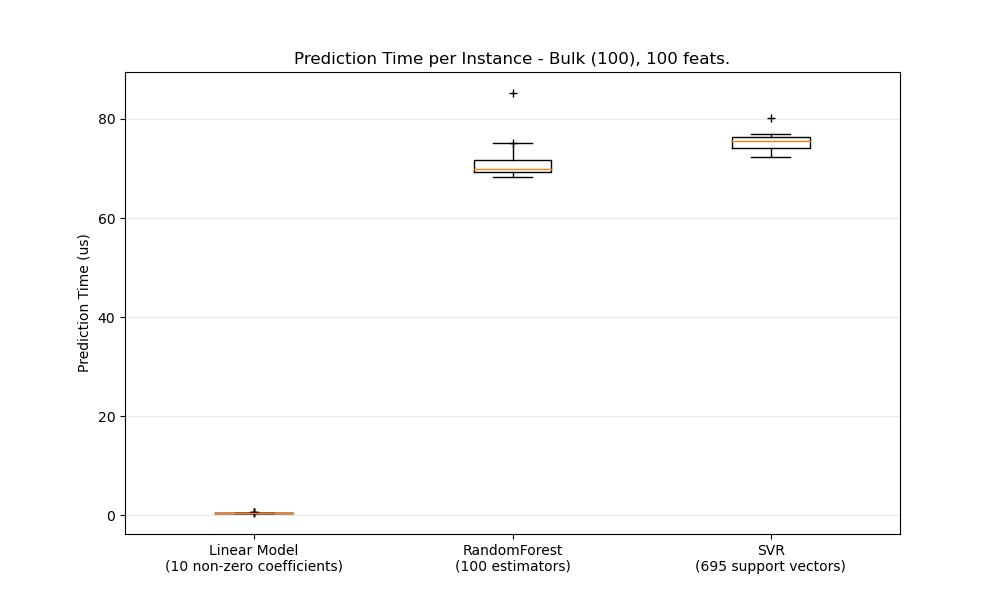 Prediction Time per Instance - Bulk (100), 100 feats.
Prediction Time (us)
80
60
40
20
0
Linear Model
(10 non-zero coefficients)
RandomForest
(100 estimators)
SVR
(695 support vectors)